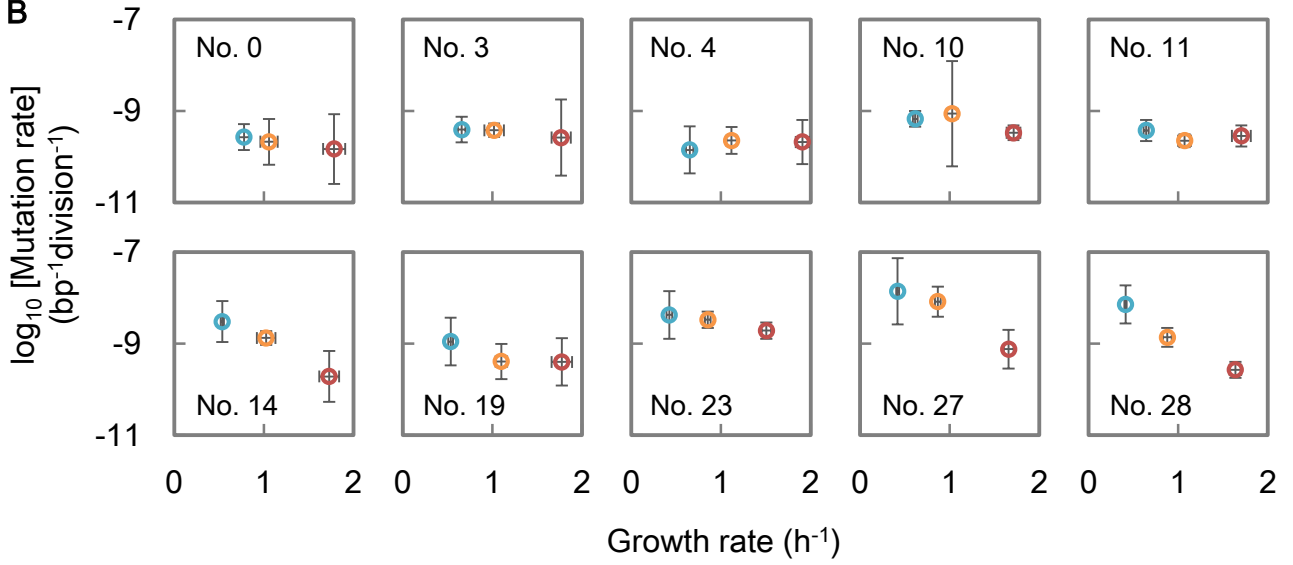 B
log₁₀ [Mutation rate]
(bp⁻¹division⁻¹)
-7
-9
-11
No. 0
No. 3
No. 4
No. 10
No. 11
-7
-9
-11
No. 14
No. 19
No. 23
No. 27
No. 28
0 1 2 0 1 2 0 1 2 0 1 2 0 1 2
Growth rate (h⁻¹)